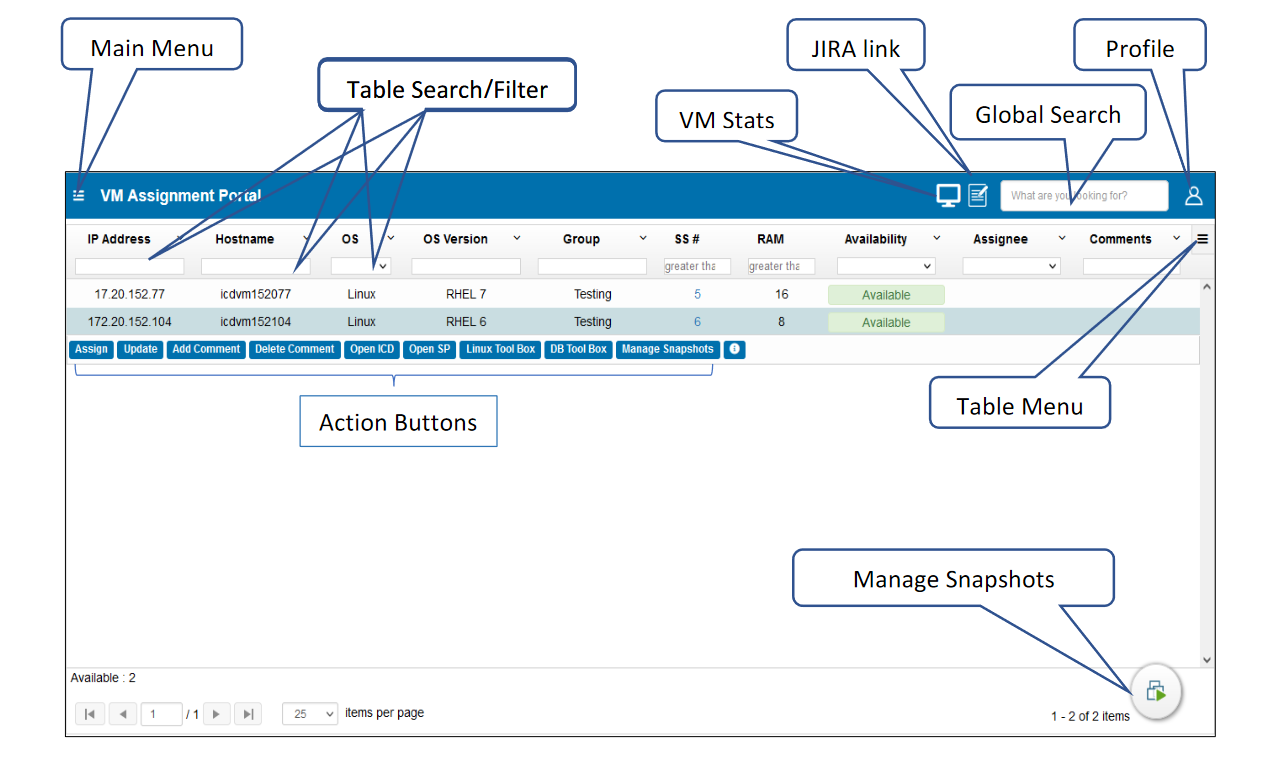 Main Menu
JIRA link
Profile
Table Search/Filter
VM Stats
Global Search
VM Assignment Portal
What are you looking for?
IP Address Hostname OS OS Version Group SS # RAM Availability Assignee Comments
greater tha greater tha
17.20.152.77 icdvm152077 Linux RHEL 7 Testing 5 16 Available
172.20.152.104 icdvm152104 Linux RHEL 6 Testing 6 8 Available
Assign Update Add Comment Delete Comment Open ICD Open SP Linux Tool Box DB Tool Box Manage Snapshots
Action Buttons
Table Menu
Manage Snapshots
Available : 2
1 / 1 25 items per page
1 - 2 of 2 items